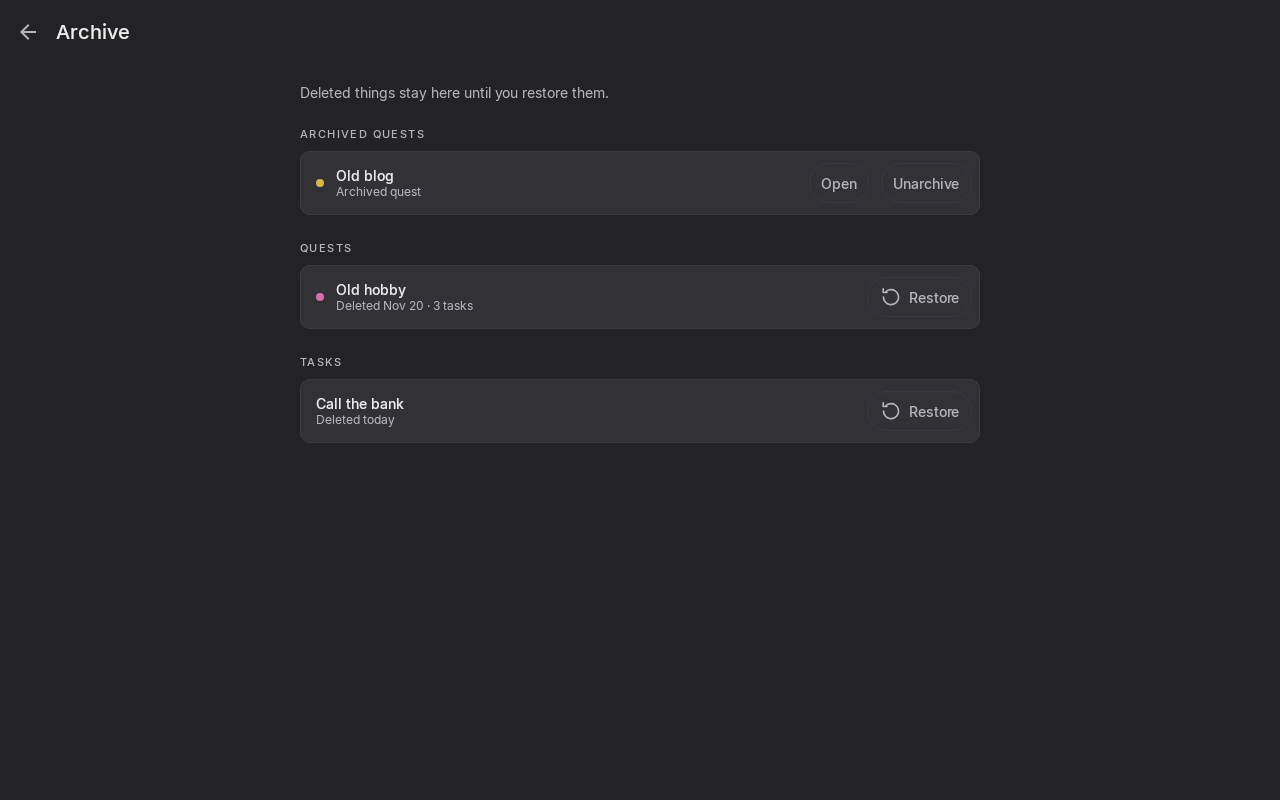 Archive
Deleted things stay here until you restore them.
ARCHIVED QUESTS
Old blog
Archived quest
Open
Unarchive
QUESTS
Old hobby
Deleted Nov 20 · 3 tasks
Restore
TASKS
Call the bank
Deleted today
Restore